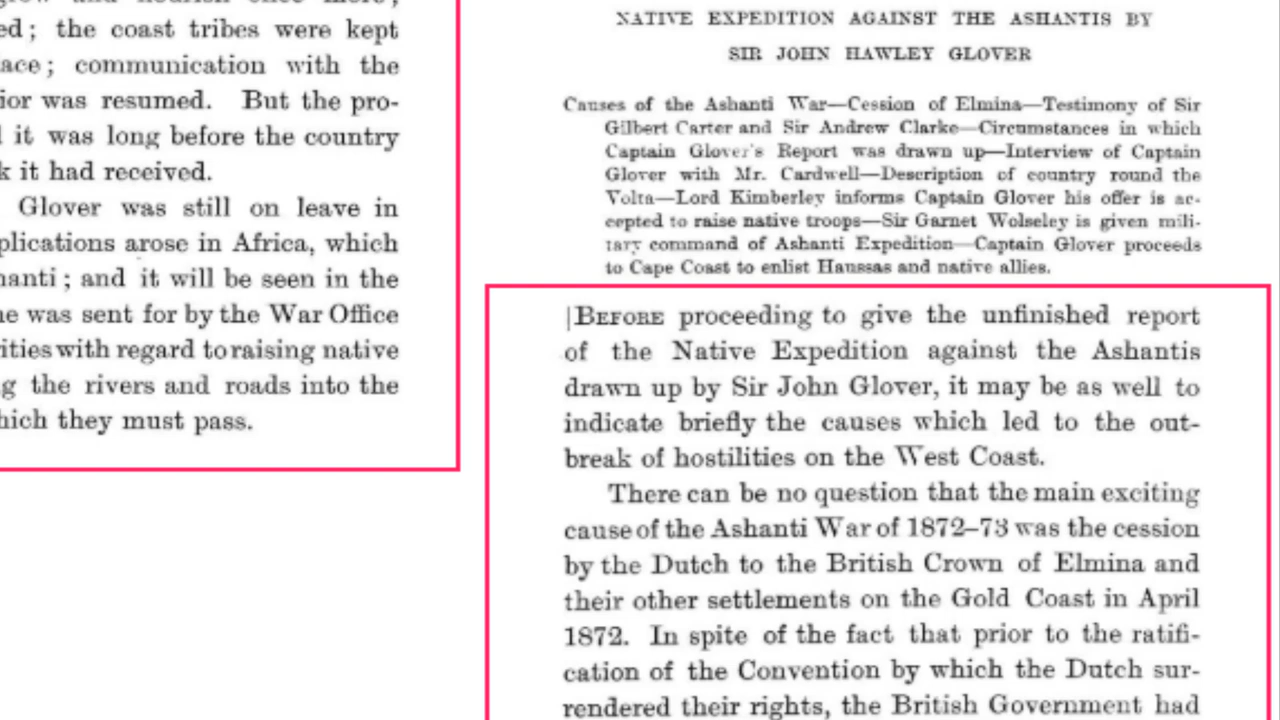 ed; the coast tribes were kept
ace; communication with the
ior was resumed. But the pro-
it was long before the country
k it had received.
Glover was still on leave in
plications arose in Africa, which
hanti; and it will be seen in the
ne was sent for by the War Office
ities with regard to raising native
g the rivers and roads into the
hich they must pass.
NATIVE EXPEDITION AGAINST THE ASHANTIS BY
SIR JOHN HAWLEY GLOVER
Causes of the Ashanti War—Cession of Elmina—Testimony of Sir
Gilbert Carter and Sir Andrew Clarke—Circumstances in which
Captain Glover's Report was drawn up—Interview of Captain
Glover with Mr. Cardwell—Description of country round the
Volta—Lord Kimberley informs Captain Glover his offer is ac-
cepted to raise native troops—Sir Garnet Wolseley is given mili-
tary command of Ashanti Expedition—Captain Glover proceeds
to Cape Coast to enlist Haussas and native allies.
BEFORE proceeding to give the unfinished report
of the Native Expedition against the Ashantis
drawn up by Sir John Glover, it may be as well to
indicate briefly the causes which led to the out-
break of hostilities on the West Coast.
There can be no question that the main exciting
cause of the Ashanti War of 1872–73 was the cession
by the Dutch to the British Crown of Elmina and
their other settlements on the Gold Coast in April
1872. In spite of the fact that prior to the ratifi-
cation of the Convention by which the Dutch sur-
rendered their rights, the British Government had